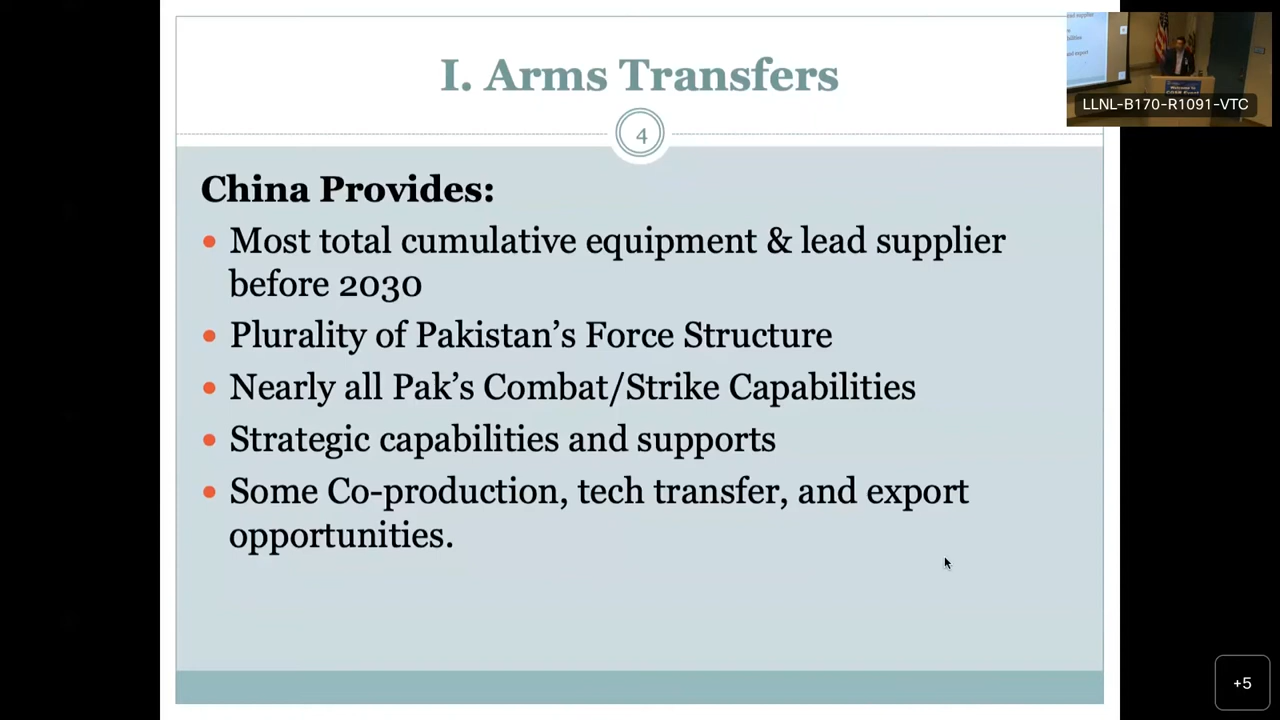 I. Arms Transfers
4
China Provides:
• Most total cumulative equipment & lead supplier
before 2030
• Plurality of Pakistan’s Force Structure
• Nearly all Pak’s Combat/Strike Capabilities
• Strategic capabilities and supports
• Some Co-production, tech transfer, and export
opportunities.
LLNL-B170-R1091-VTC
+5